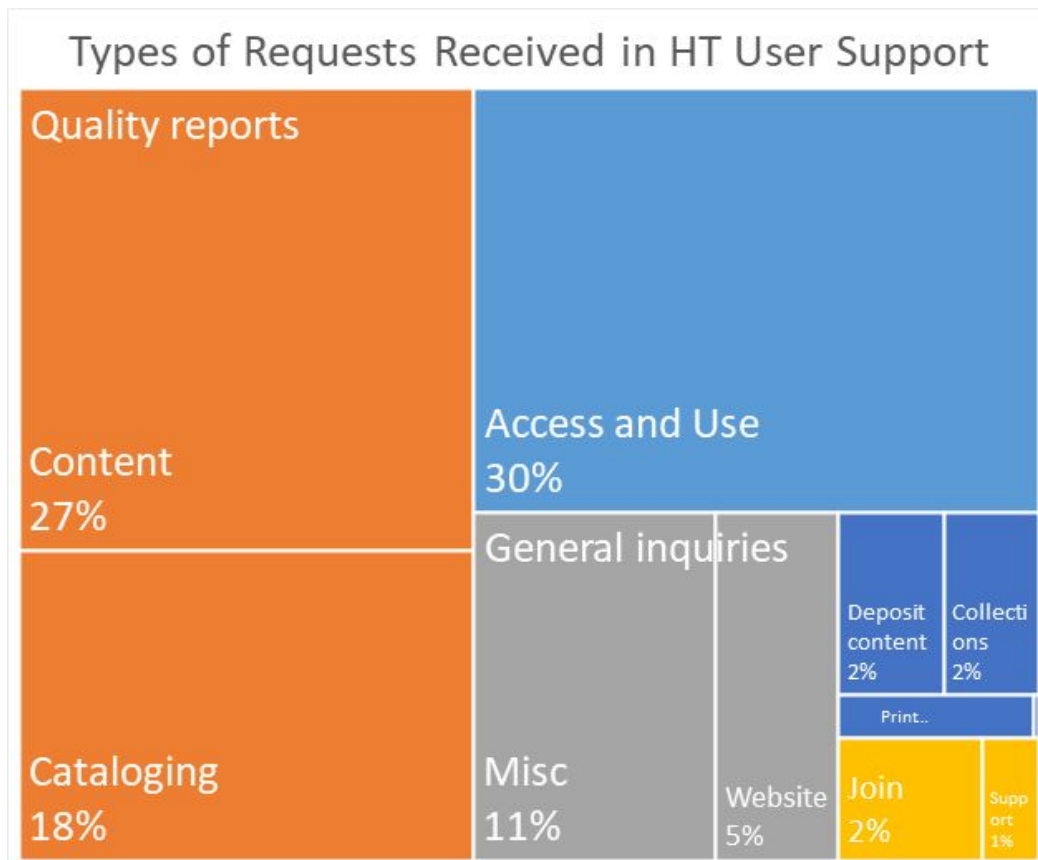 Types of Requests Received in HT User Support
Quality reports
Content
27%
Cataloging
18%
Access and Use
30%
General inquiries
Misc
11%
Website
5%
Deposit
content
2%
Collecti
ons
2%
Print...
Join
2%
Supp
ort
1%